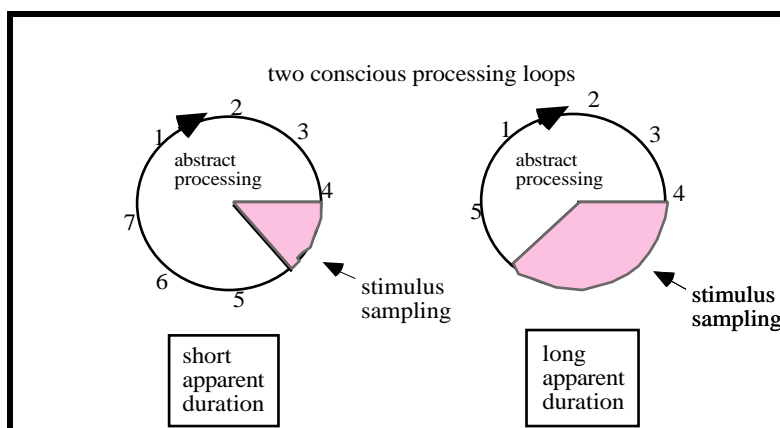 two conscious processing loops
2
1
3
abstract
processing
4
7
6
5
stimulus
sampling
short
apparent
duration
2
1
3
abstract
processing
4
5
stimulus
sampling
long
apparent
duration